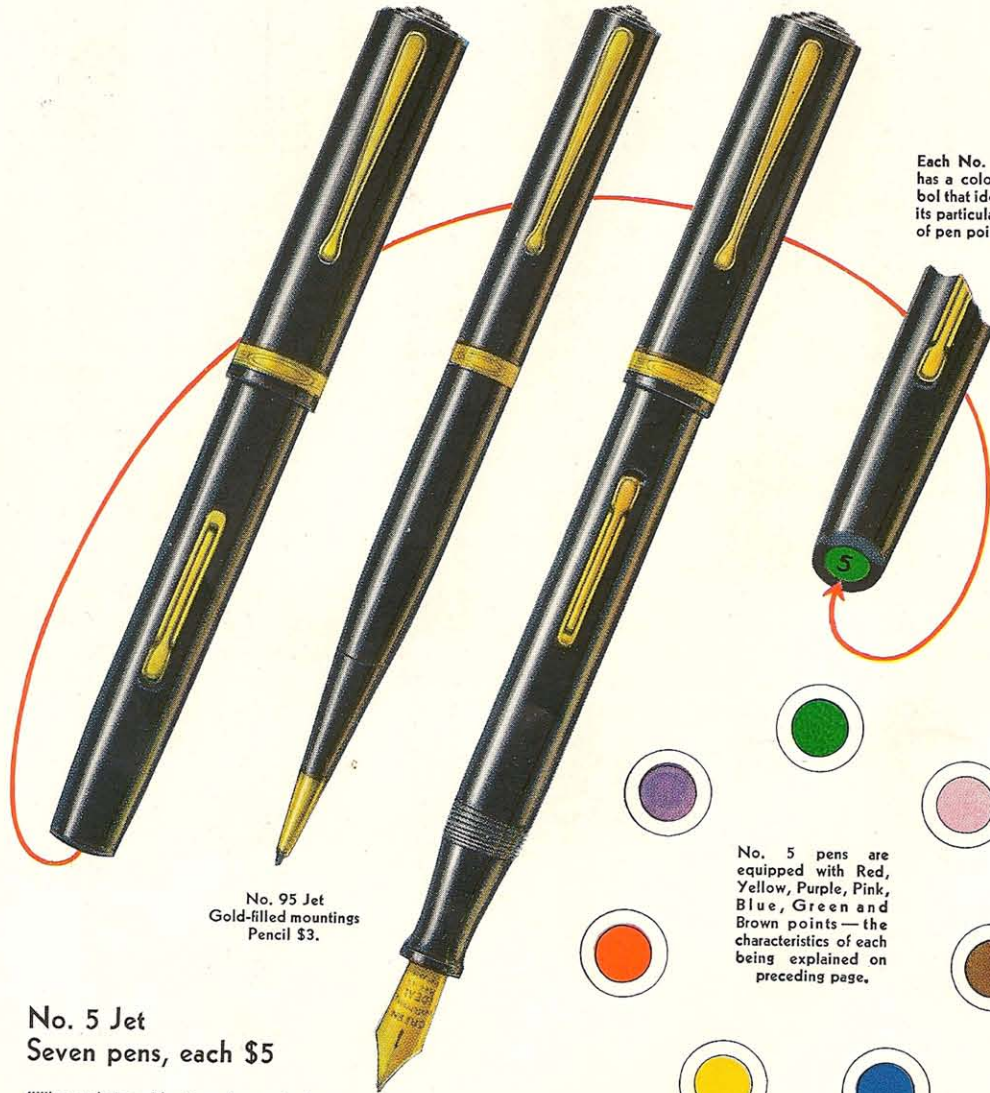 Each No.
has a colo
bol that ide
its particula
of pen poi
5
No. 95 Jet
Gold-filled mountings
Pencil $3.
No. 5 pens are
equipped with Red,
Yellow, Purple, Pink,
Blue, Green and
Brown points — the
characteristics of each
being explained on
preceding page.
No. 5 Jet
Seven pens, each $5